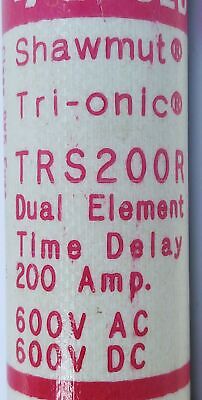 Shawmut®
Tri-onic®
TRS200R
Dual Element
Time Delay
200 Amp.
600V AC
600V DC